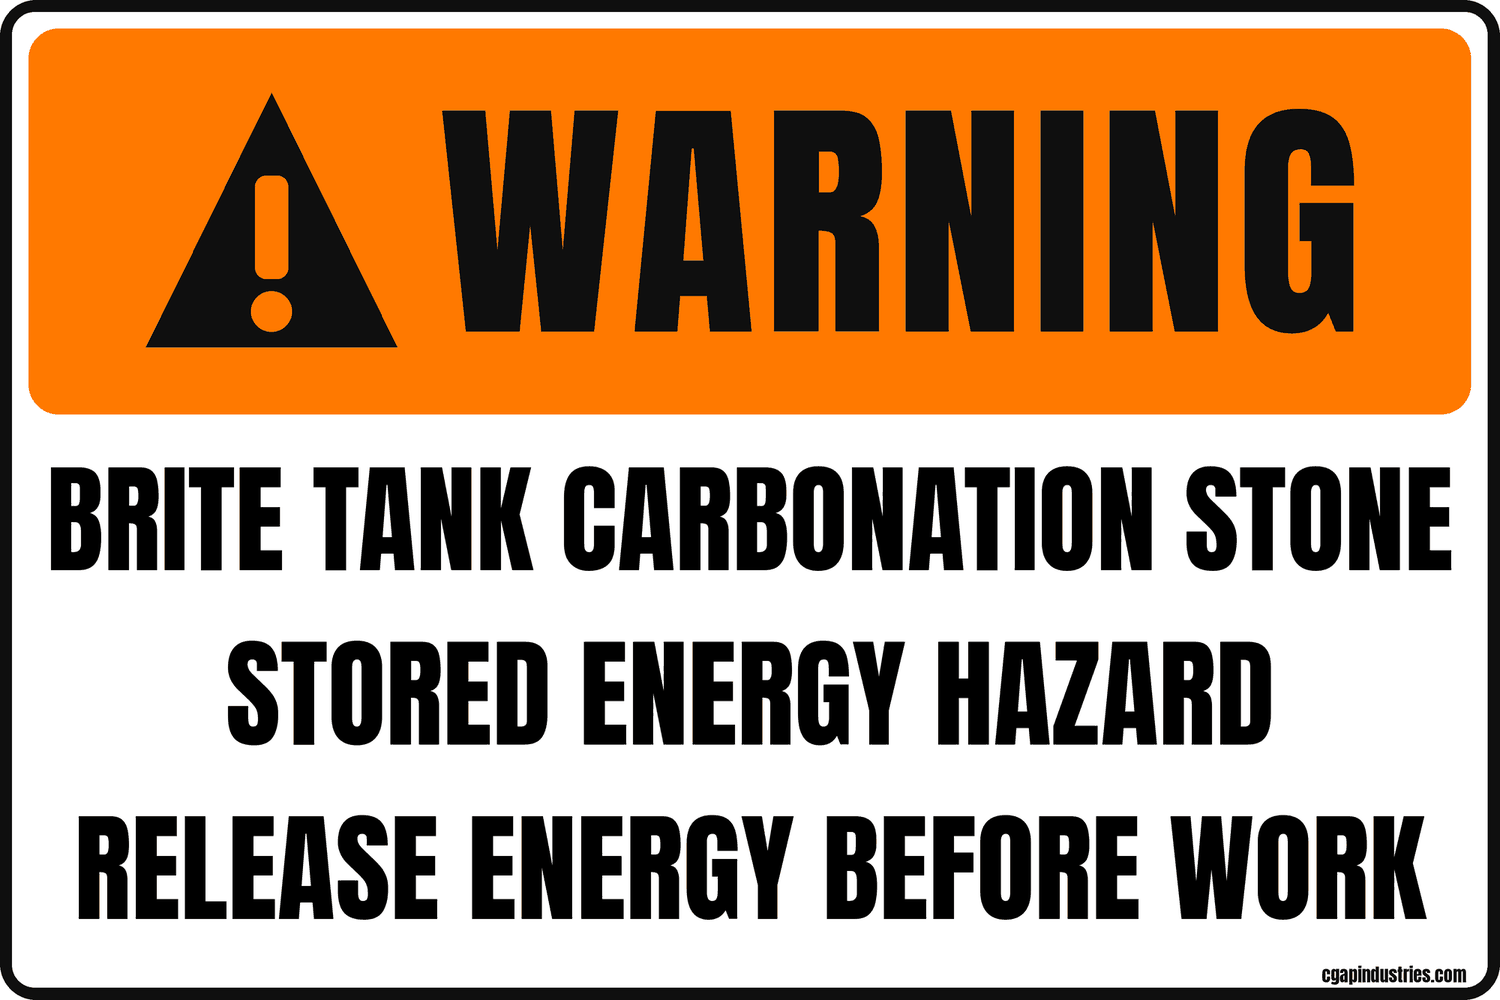 WARNING
BRITE TANK CARBONATION STONE
STORED ENERGY HAZARD
RELEASE ENERGY BEFORE WORK
cgapindustries.com